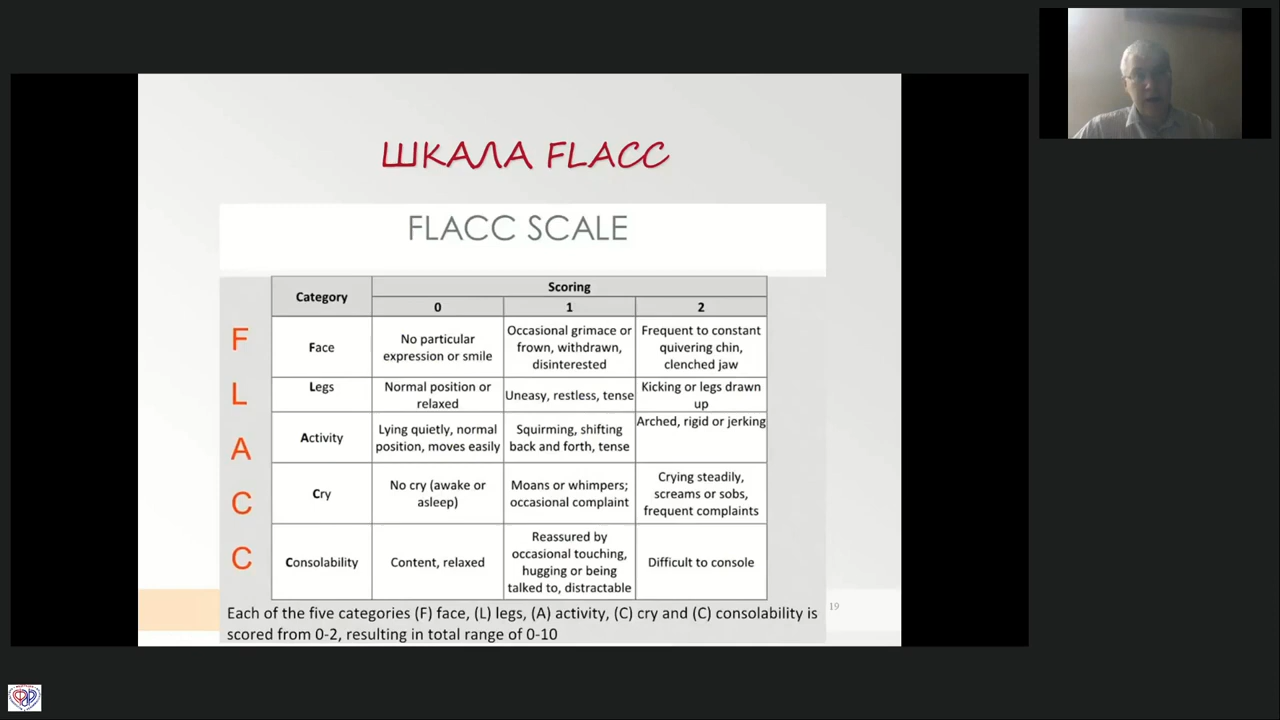 ШКАЛА FLACC
FLACC SCALE
Category
Scoring
0
1
2
F
Face
No particular
expression or smile
Occasional grimace or
frown, withdrawn,
disinterested
Frequent to constant
quivering chin,
clenched jaw
L
Legs
Normal position or
relaxed
Uneasy, restless, tense
Kicking or legs drawn
up
A
Activity
Lying quietly, normal
position, moves easily
Squirming, shifting
back and forth, tense
Arched, rigid or jerking
C
Cry
No cry (awake or
asleep)
Moans or whimpers;
occasional complaint
Crying steadily,
screams or sobs,
frequent complaints
C
Consolability
Content, relaxed
Reassured by
occasional touching,
hugging or being
talked to, distractable
Difficult to console
Each of the five categories (F) face, (L) legs, (A) activity, (C) cry and (C) consolability is
scored from 0-2, resulting in total range of 0-10
19